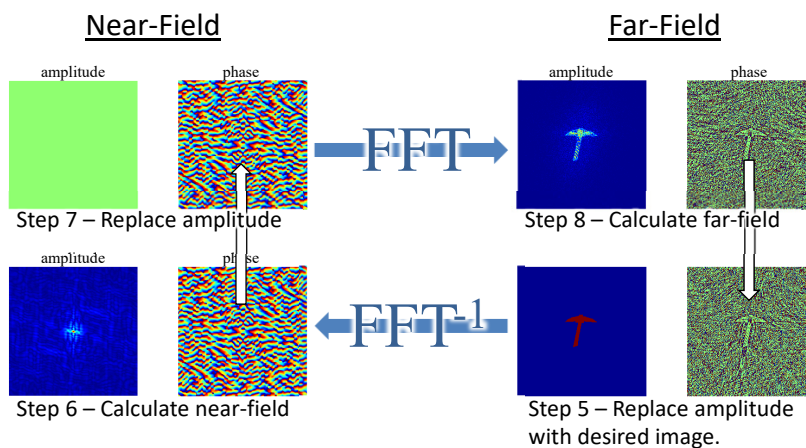 Near-Field
Far-Field
amplitude
phase
amplitude
phase
FFT
Step 7 – Replace amplitude
Step 8 – Calculate far-field
amplitude
phase
FFT-1
Step 6 – Calculate near-field
Step 5 – Replace amplitude
with desired image.